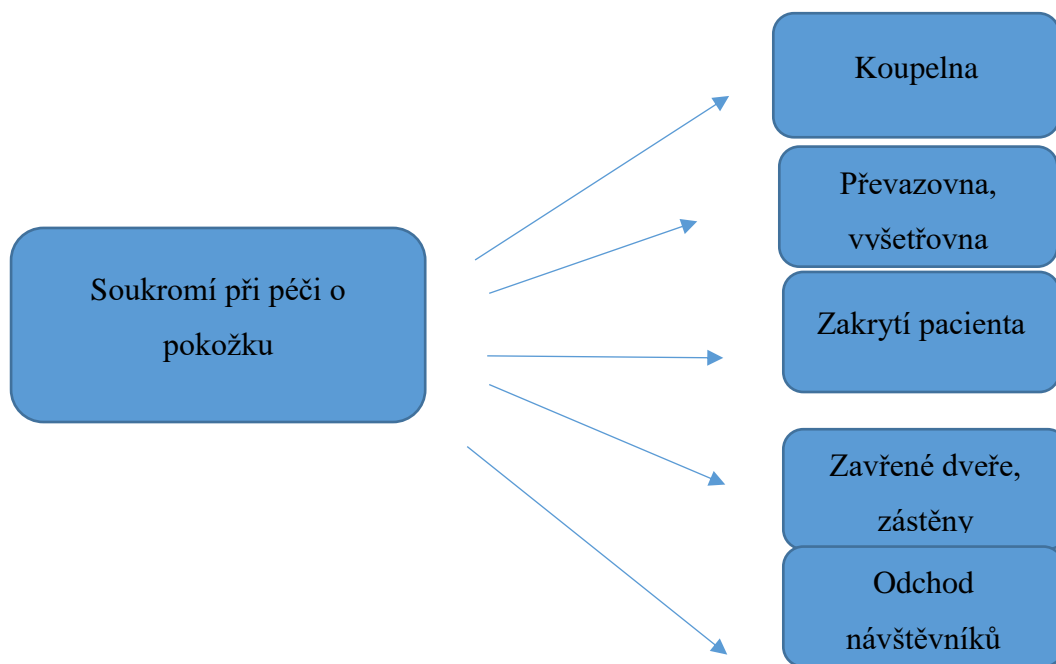 Soukromí při péči o
pokožku
Koupelna
Převazovna,
vyšetřovna
Zakrytí pacienta
Zavřené dveře,
zástěny
Odchod
návštěvníků